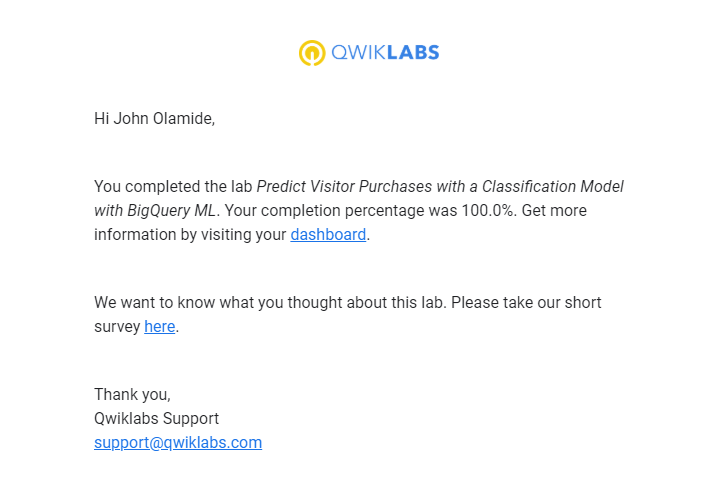 QWIKLABS
Hi John Olamide,
You completed the lab Predict Visitor Purchases with a Classification Model
with BigQuery ML. Your completion percentage was 100.0%. Get more
information by visiting your dashboard.
We want to know what you thought about this lab. Please take our short
survey here.
Thank you,
Qwiklabs Support
support@qwiklabs.com